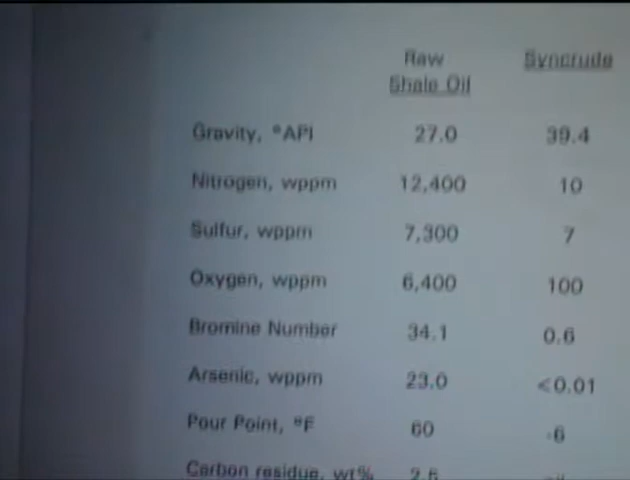 Raw Syncrude
Shale Oil
Gravity, °API 27.0 39.4
Nitrogen, wppm 12,400 10
Sulfur, wppm 7,300 7
Oxygen, wppm 6,400 100
Bromine Number 34.1 0.6
Arsenic, wppm 23.0 <0.01
Pour Point, °F 60 -6
Carbon residue, wt% 2.6